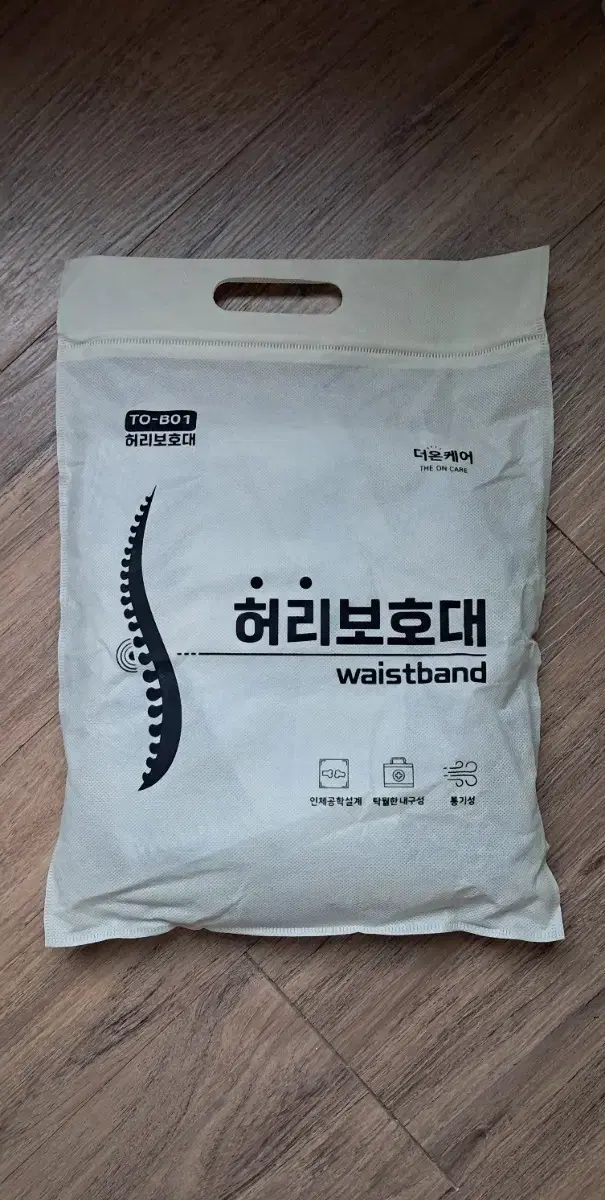 TO-B01
허리보호대
더온케어
THE ON CARE
허리보호대
waistband
인체공학설계 탁월한 내구성 통기성